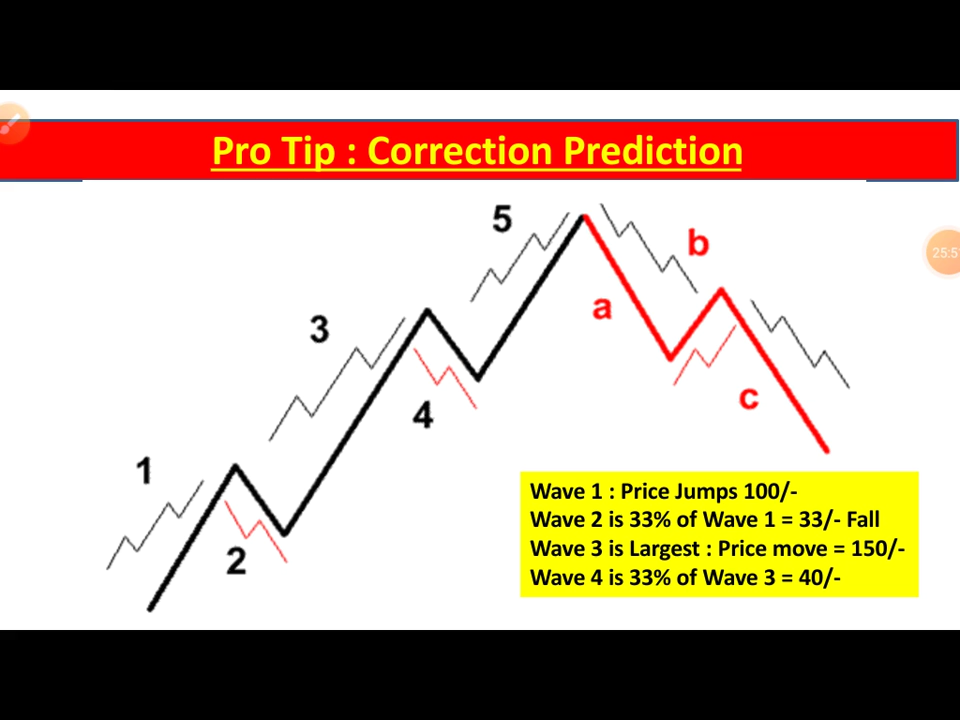 Pro Tip : Correction Prediction
5
b
25:5
a
3
4
c
1
2
Wave 1 : Price Jumps 100/-
Wave 2 is 33% of Wave 1 = 33/- Fall
Wave 3 is Largest : Price move = 150/-
Wave 4 is 33% of Wave 3 = 40/-